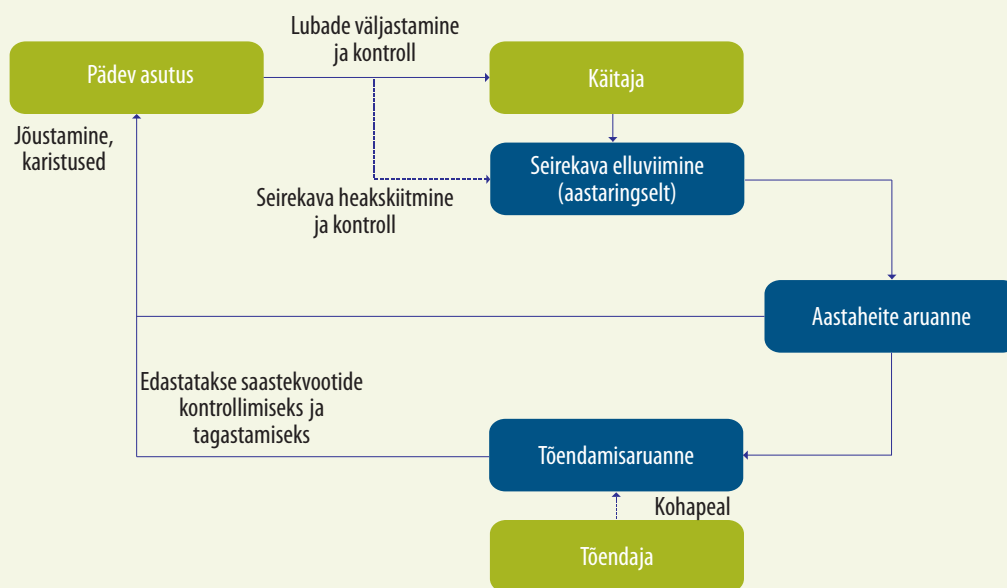 Lubade väljastamine
ja kontroll
Pädev asutus
Käitaja
Jõustamine,
karistused
Seirekava elluviimine
(aastaringselt)
Seirekava heakskiitmine
ja kontroll
Aastaheite aruanne
Edastatakse saastekvootide
kontrollimiseks ja
tagastamiseks
Tõendamisaruanne
Kohapeal
Tõendaja